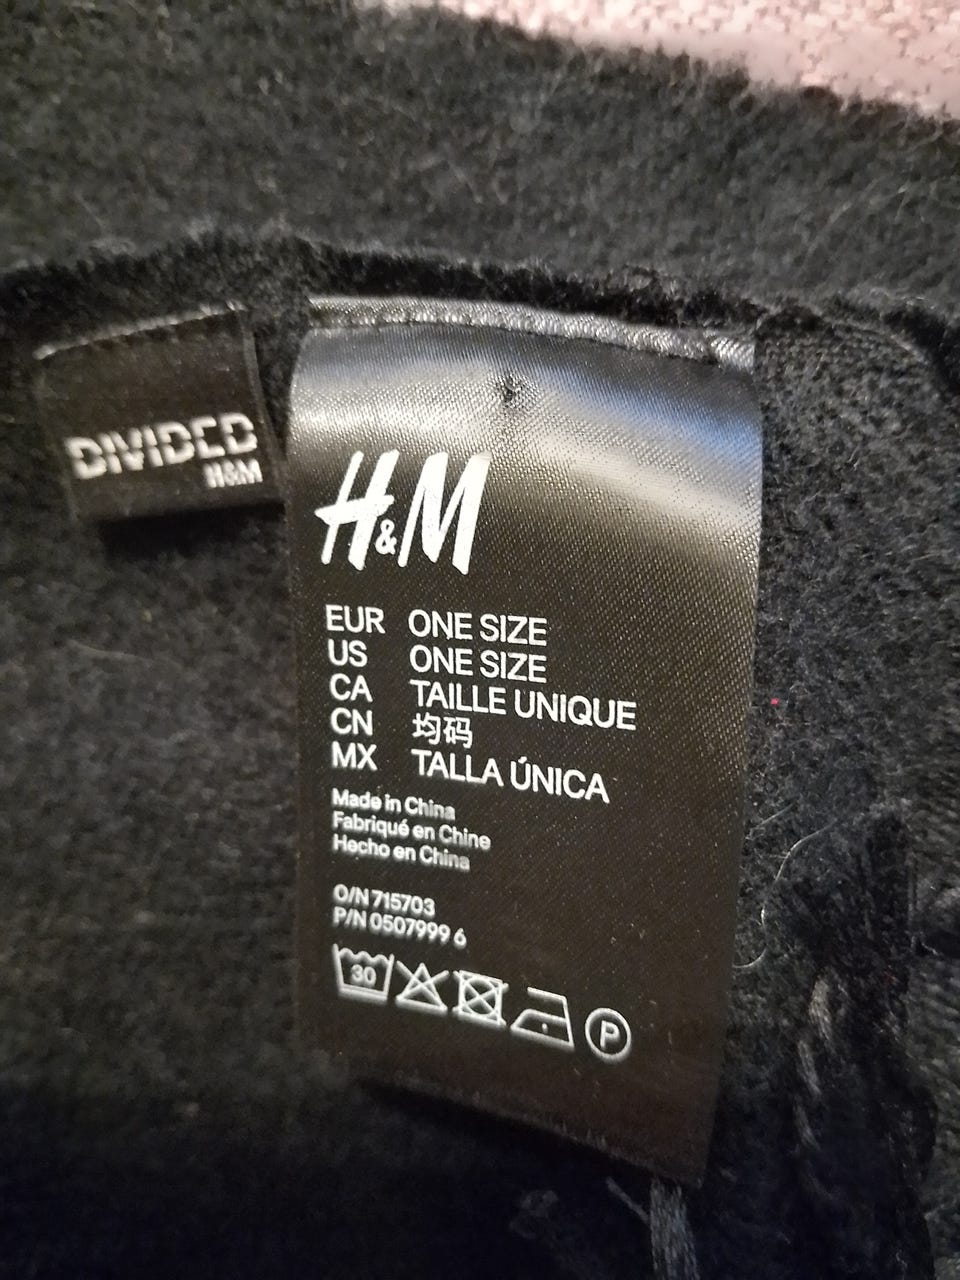 DIVIDED
H&M
H&M
EUR ONE SIZE
US ONE SIZE
CA TAILLE UNIQUE
CN 均码
MX TALLA ÚNICA
Made in China
Fabriqué en Chine
Hecho en China
O/N 715703
P/N 0507999 6
30
P